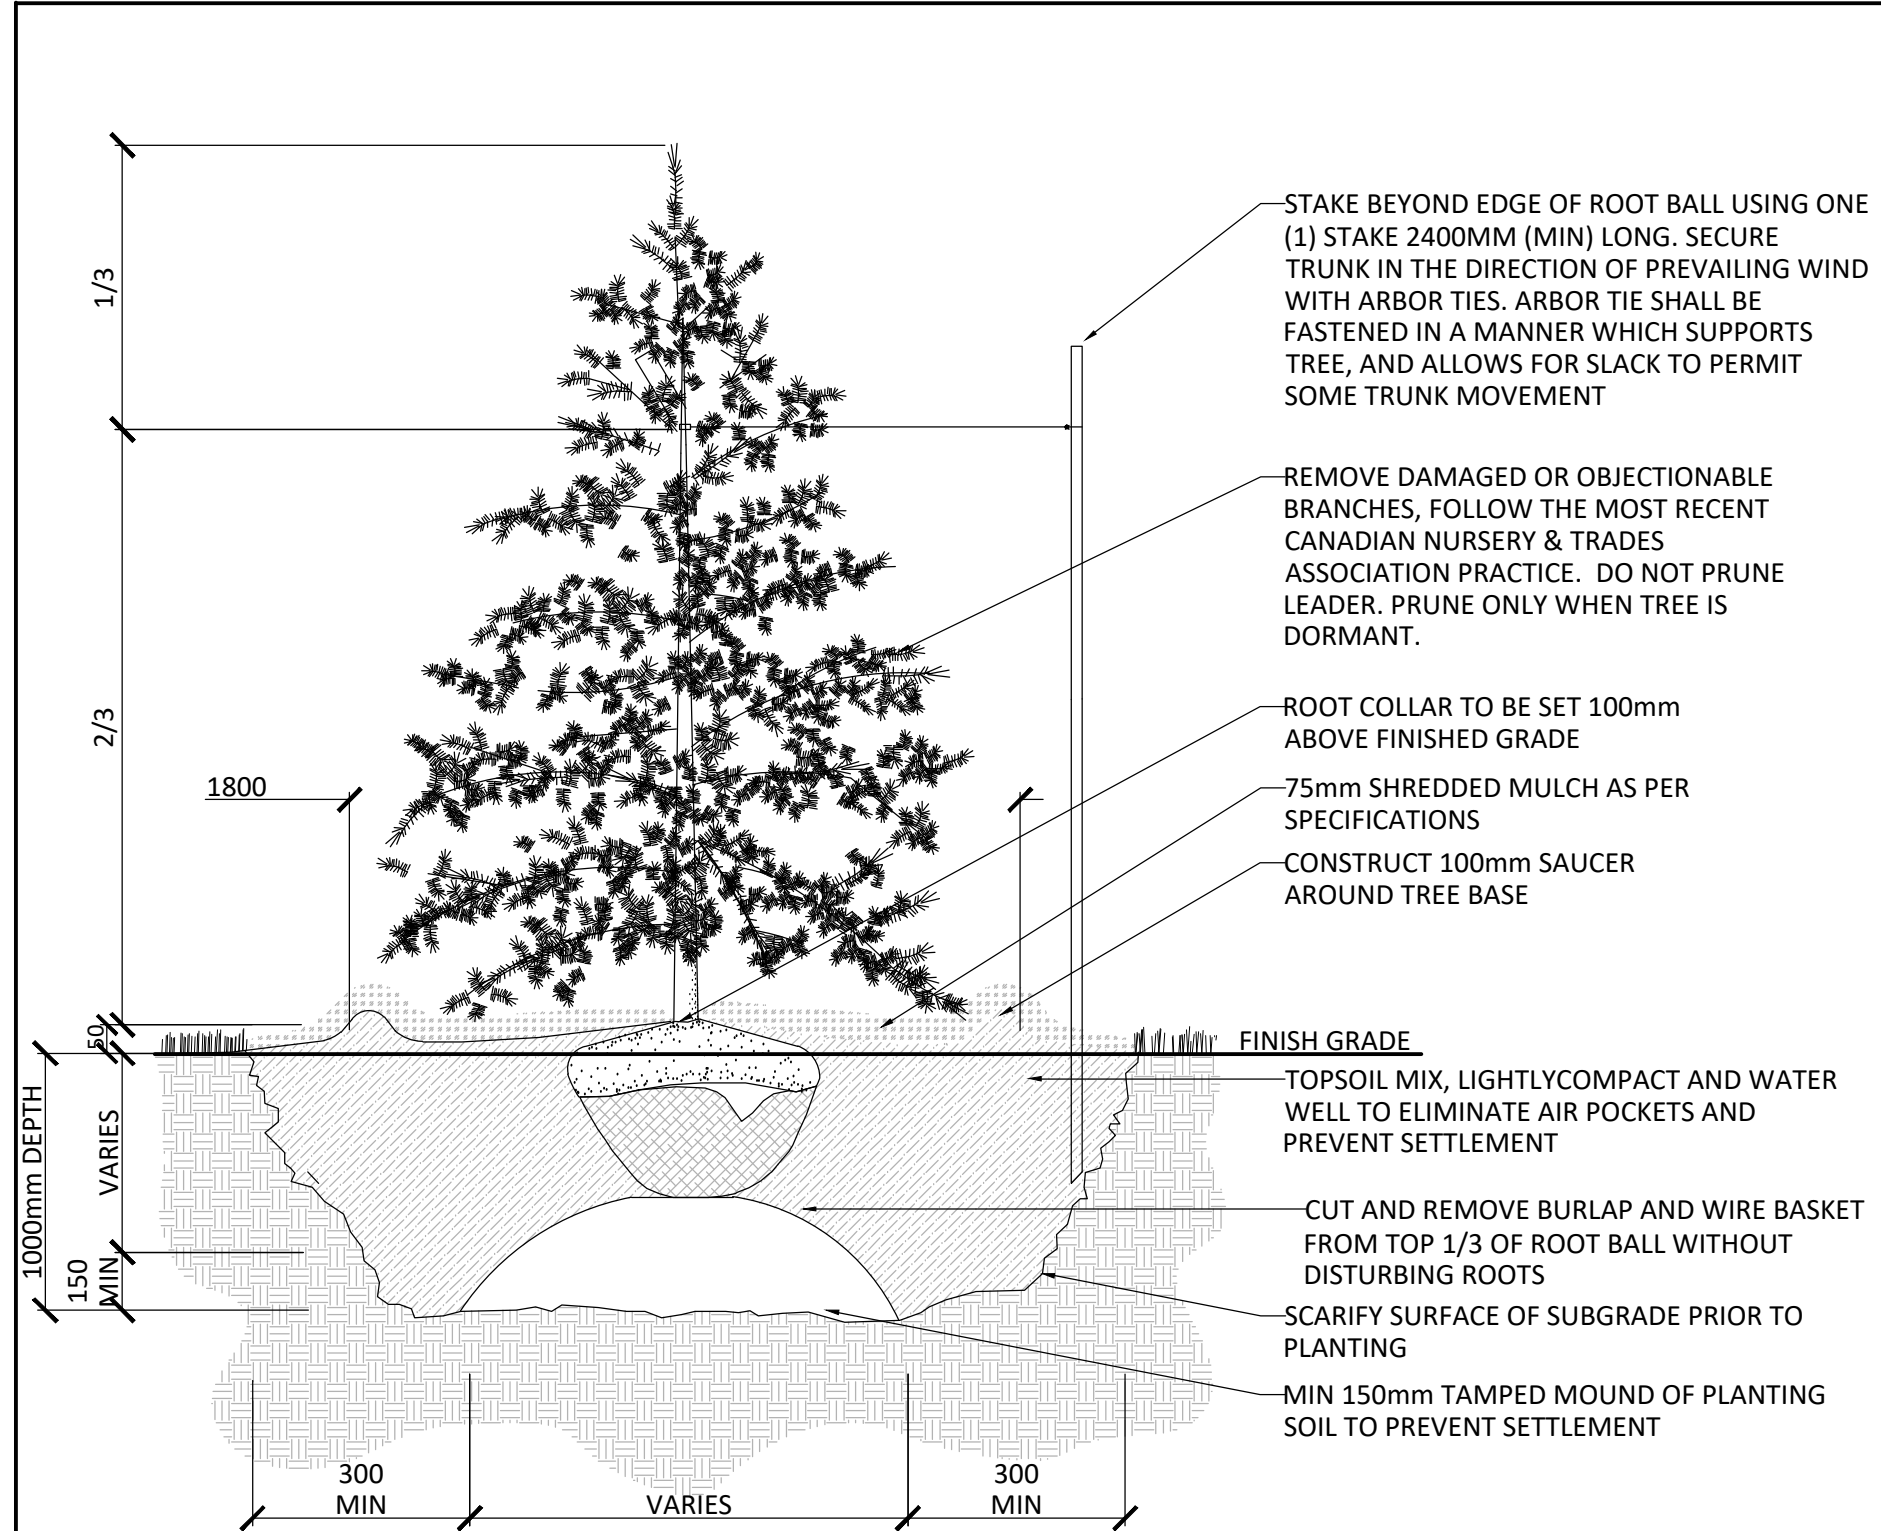 STAKE BEYOND EDGE OF ROOT BALL USING ONE
(1) STAKE 2400MM (MIN) LONG. SECURE
TRUNK IN THE DIRECTION OF PREVAILING WIND
WITH ARBOR TIES. ARBOR TIE SHALL BE
FASTENED IN A MANNER WHICH SUPPORTS
TREE, AND ALLOWS FOR SLACK TO PERMIT
SOME TRUNK MOVEMENT
1/3
REMOVE DAMAGED OR OBJECTIONABLE
BRANCHES, FOLLOW THE MOST RECENT
CANADIAN NURSERY & TRADES
ASSOCIATION PRACTICE. DO NOT PRUNE
LEADER. PRUNE ONLY WHEN TREE IS
DORMANT.
2/3
ROOT COLLAR TO BE SET 100mm
ABOVE FINISHED GRADE
1800
75mm SHREDDED MULCH AS PER
SPECIFICATIONS
CONSTRUCT 100mm SAUCER
AROUND TREE BASE
50
FINISH GRADE
TOPSOIL MIX, LIGHTLYCOMPACT AND WATER
WELL TO ELIMINATE AIR POCKETS AND
PREVENT SETTLEMENT
1000mm DEPTH
VARIES
150
MIN
CUT AND REMOVE BURLAP AND WIRE BASKET
FROM TOP 1/3 OF ROOT BALL WITHOUT
DISTURBING ROOTS
SCARIFY SURFACE OF SUBGRADE PRIOR TO
PLANTING
MIN 150mm TAMPED MOUND OF PLANTING
SOIL TO PREVENT SETTLEMENT
300
MIN
VARIES
300
MIN